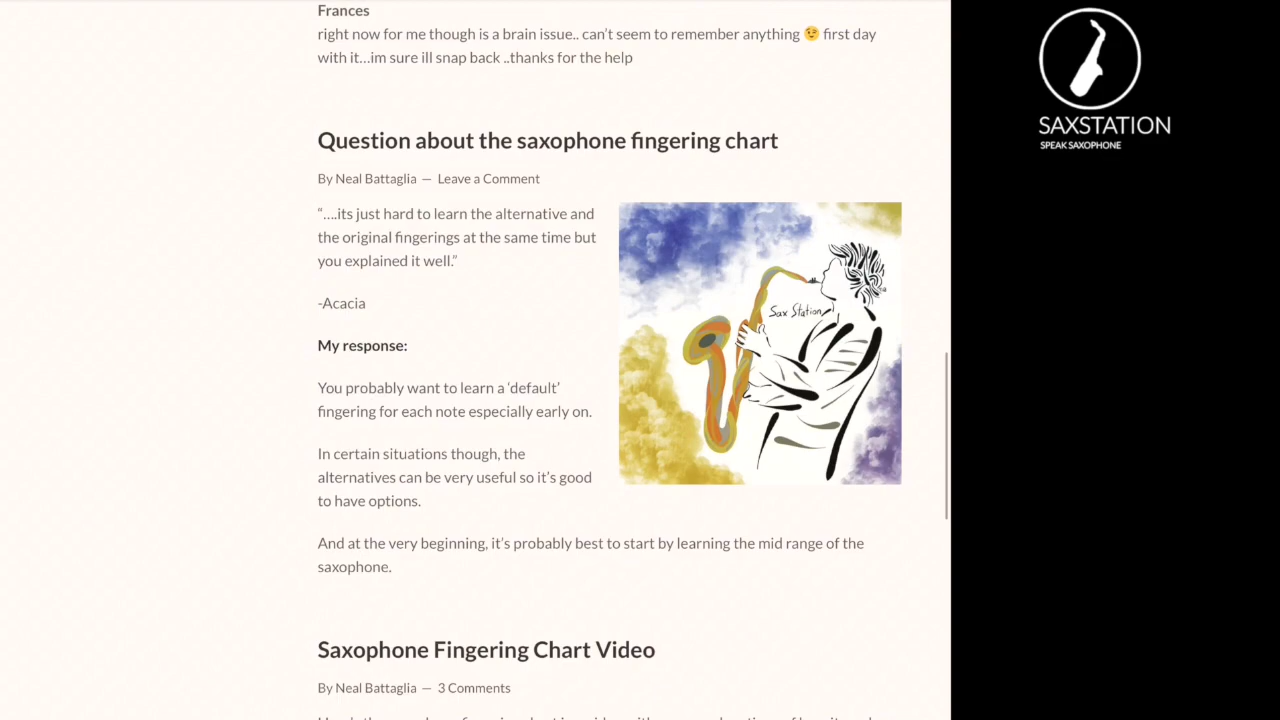 Frances
right now for me though is a brain issue.. can't seem to remember anything 😉 first day
with it…im sure ill snap back ..thanks for the help
Question about the saxophone fingering chart
By Neal Battaglia — Leave a Comment
"….its just hard to learn the alternative and
the original fingerings at the same time but
you explained it well."
-Acacia
My response:
You probably want to learn a 'default'
fingering for each note especially early on.
In certain situations though, the
alternatives can be very useful so it's good
to have options.
And at the very beginning, it's probably best to start by learning the mid range of the
saxophone.
Saxophone Fingering Chart Video
By Neal Battaglia — 3 Comments
Sax Station
SAXSTATION
SPEAK SAXOPHONE